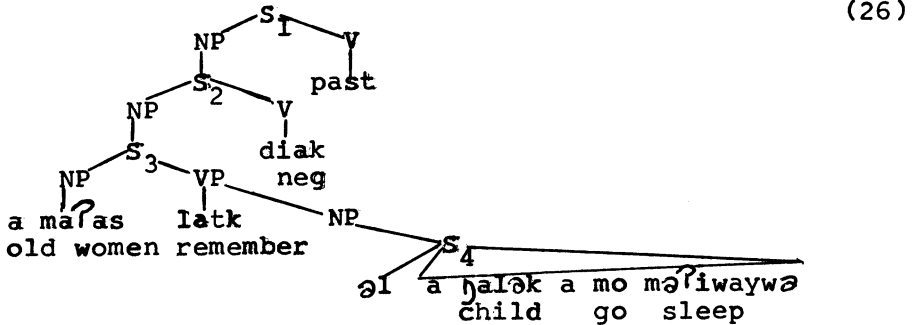 (26)
S1
NP V
S2 past
NP V
S3 diak
neg
NP VP
NP
a maʔas latk
old women remember
S4
əl a ŋalək a mo məʔiwaywə
child go sleep